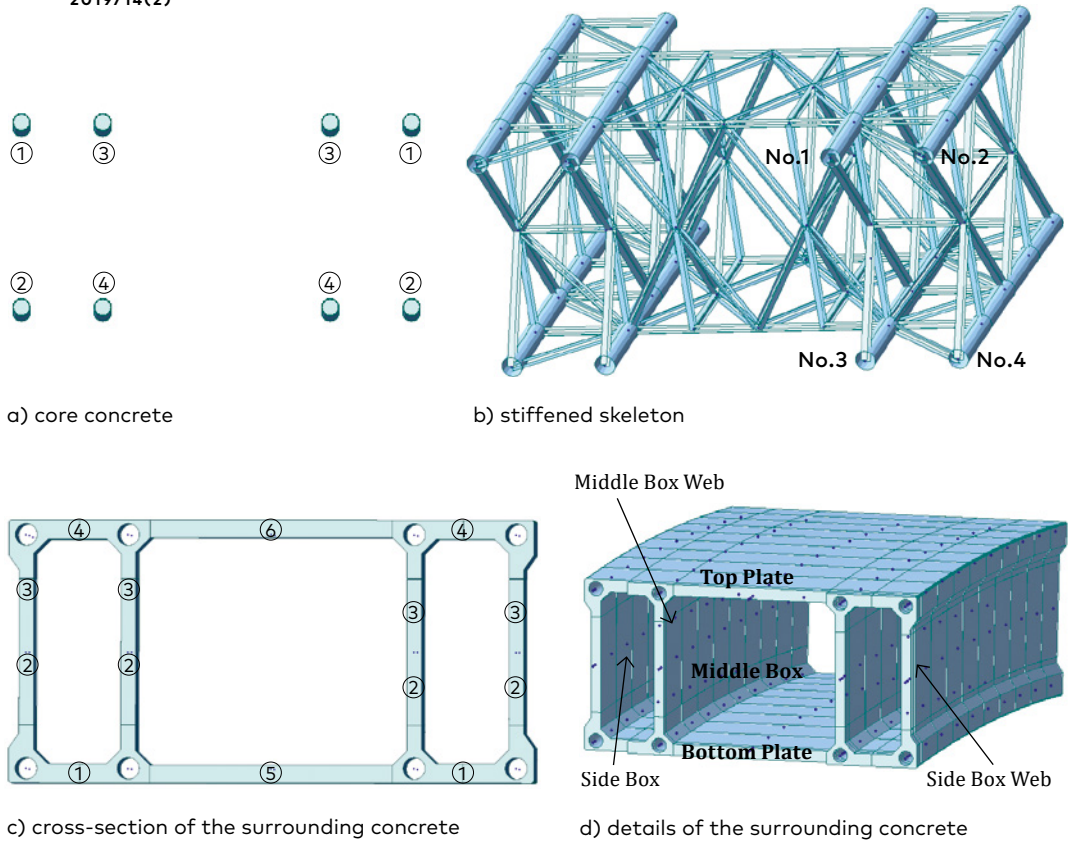 2019/14(2)
① ③ ③ ①
② ④ ④ ②
No.1 No.2
No.3 No.4
a) core concrete
b) stiffened skeleton
④ ⑥ ④
③ ③ ③ ③
② ② ② ②
① ⑤ ①
c) cross-section of the surrounding concrete
Middle Box Web
Top Plate
Middle Box
Bottom Plate
Side Box
Side Box Web
d) details of the surrounding concrete